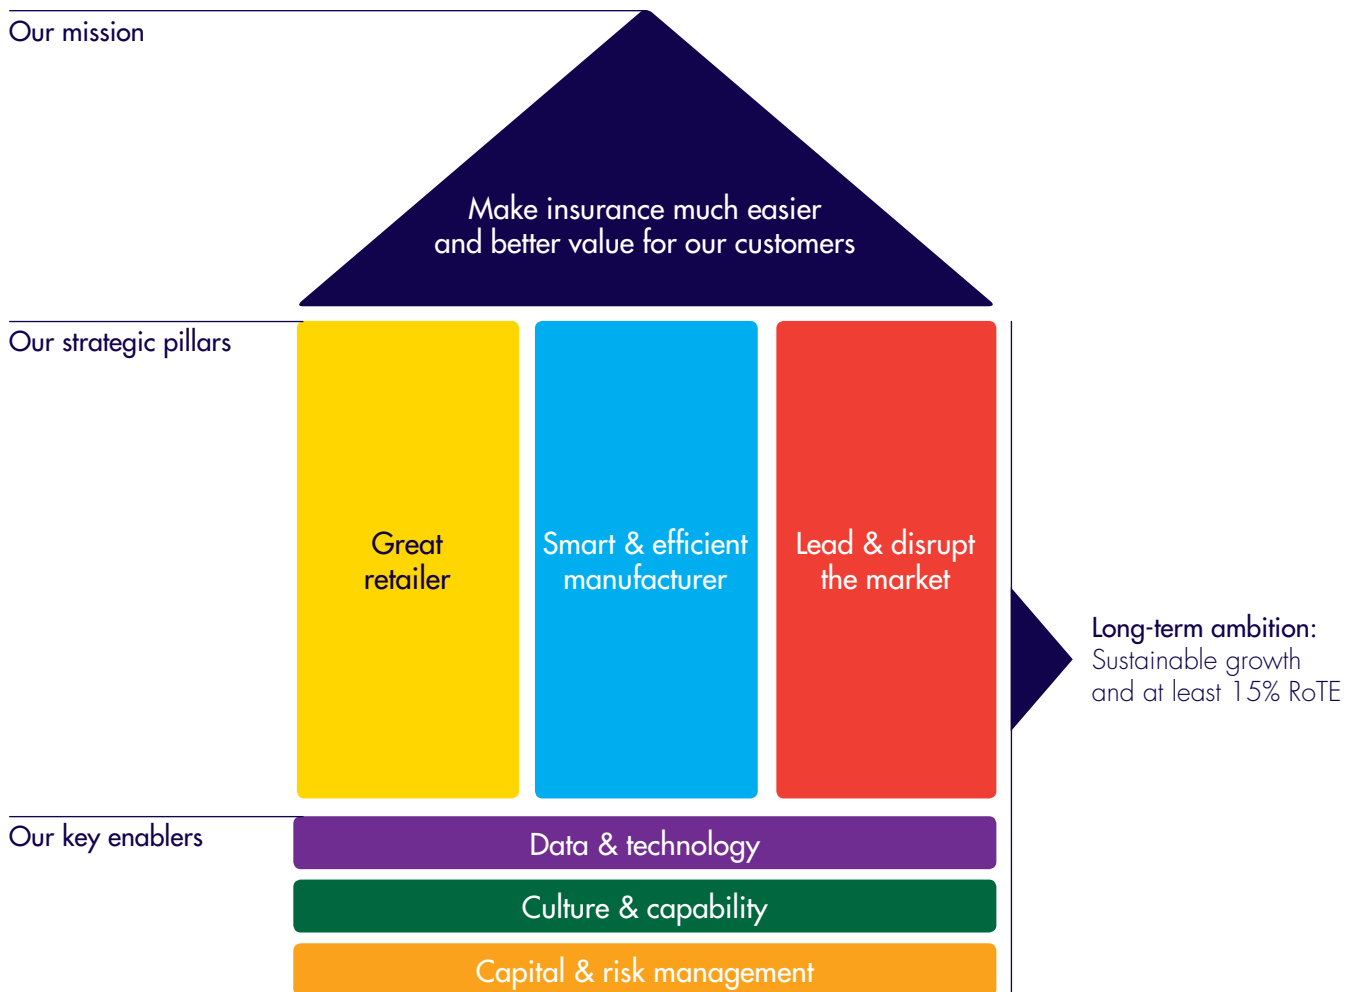 Our mission
Make insurance much easier
and better value for our customers
Our strategic pillars
Great
retailer
Smart & efficient
manufacturer
Lead & disrupt
the market
Long-term ambition:
Sustainable growth
and at least 15% RoTE
Our key enablers
Data & technology
Culture & capability
Capital & risk management